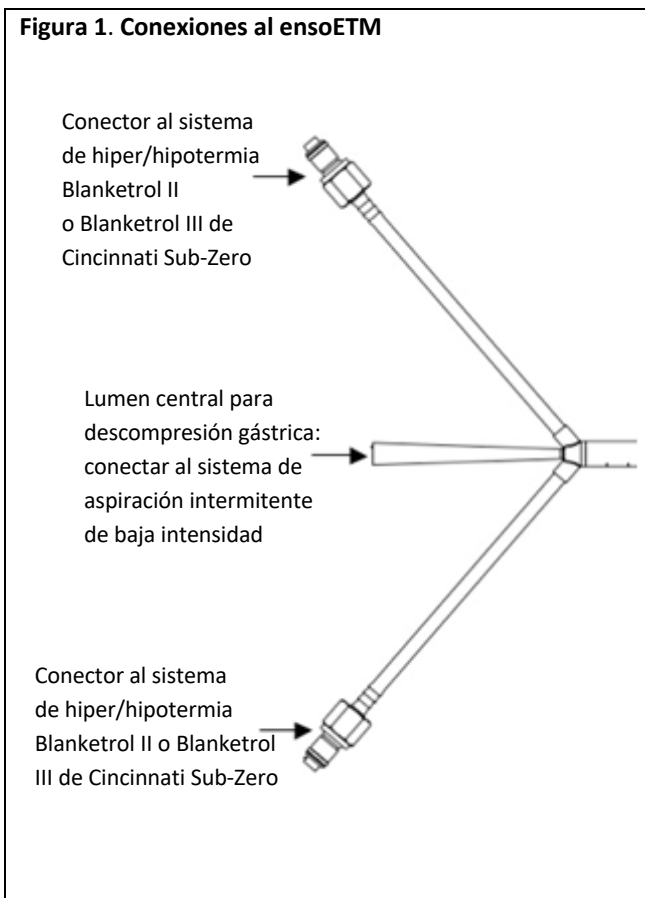 Figura 1. Conexiones al ensoETM
Conector al sistema
de hiper/hipotermia
Blanketrol II
o Blanketrol III de
Cincinnati Sub-Zero
Lumen central para
descompresión gástrica:
conectar al sistema de
aspiración intermitente
de baja intensidad
Conector al sistema
de hiper/hipotermia
Blanketrol II o Blanketrol
III de Cincinnati Sub-Zero